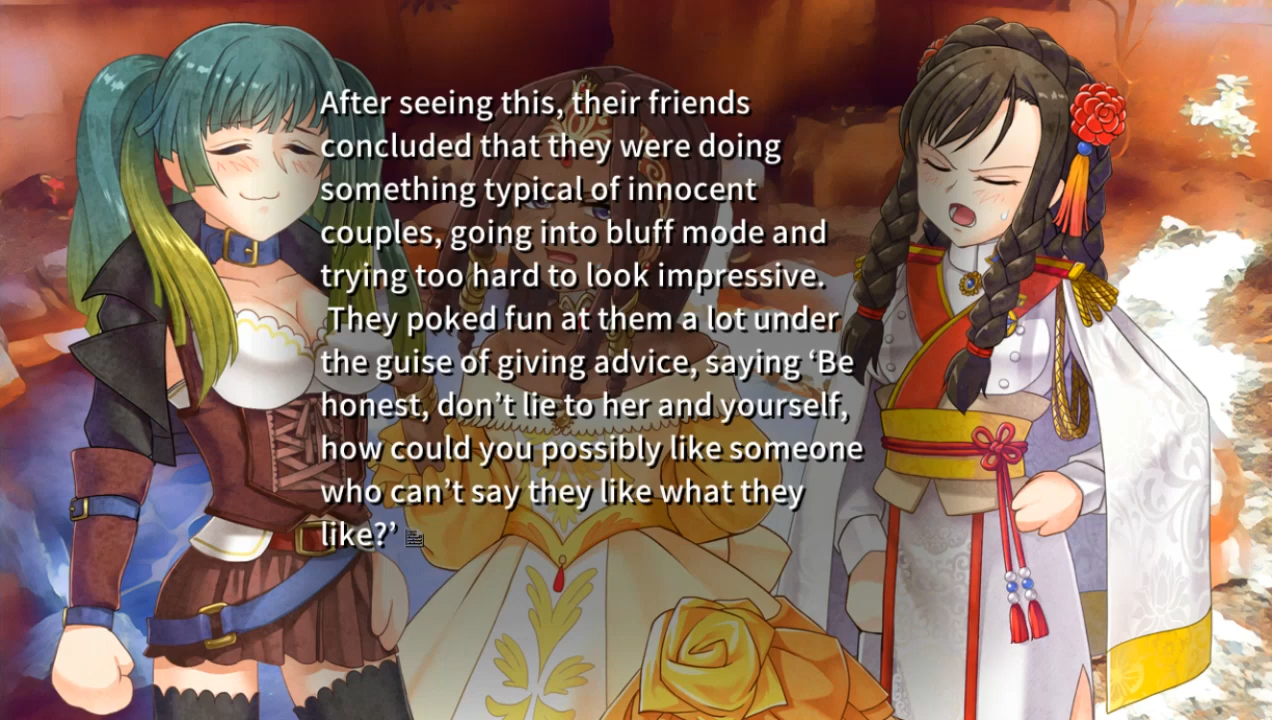 After seeing this, their friends
concluded that they were doing
something typical of innocent
couples, going into bluff mode and
trying too hard to look impressive.
They poked fun at them a lot under
the guise of giving advice, saying ‘Be
honest, don’t lie to her and yourself,
how could you possibly like someone
who can’t say they like what they
like?’